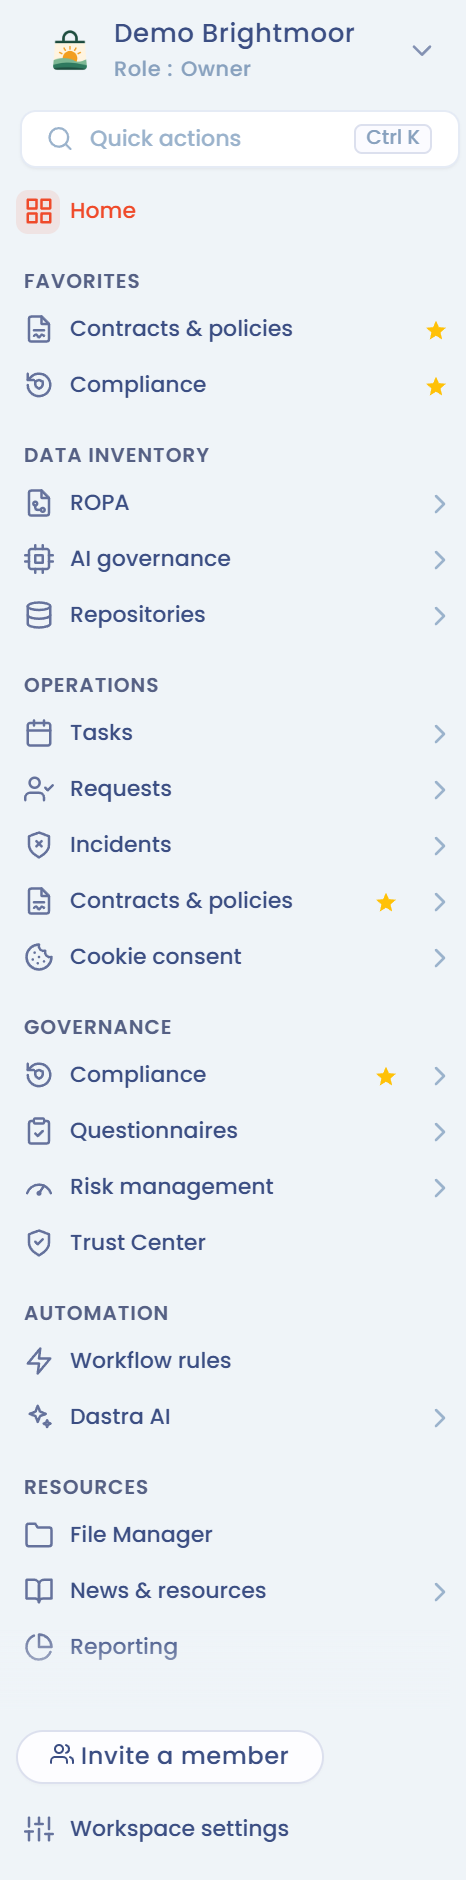 Demo Brightmoor
Role : Owner
Quick actions Ctrl K
Home
FAVORITES
Contracts & policies
Compliance
DATA INVENTORY
ROPA
AI governance
Repositories
OPERATIONS
Tasks
Requests
Incidents
Contracts & policies
Cookie consent
GOVERNANCE
Compliance
Questionnaires
Risk management
Trust Center
AUTOMATION
Workflow rules
Dastra AI
RESOURCES
File Manager
News & resources
Reporting
Invite a member
Workspace settings